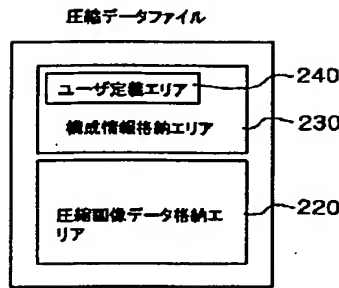 圧縮データファイル
ユーザ定義エリア
240
構成情報格納エリア
230
圧縮画像データ格納エ
リア
220